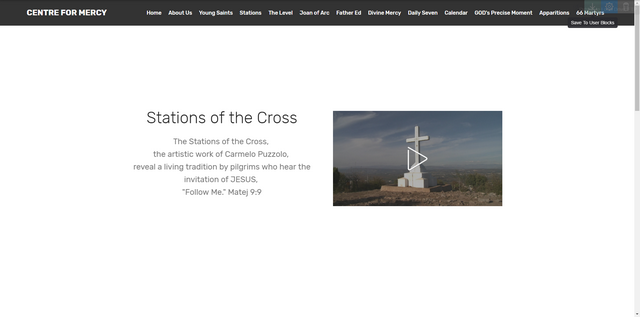 CENTRE FOR MERCY
Home About Us Young Saints Stations The Level Joan of Arc Father Ed Divine Mercy Daily Seven Calendar GOD's Precise Moment Apparitions 66 Martyrs
Save To User Blocks
Stations of the Cross
The Stations of the Cross,
the artistic work of Carmelo Puzzolo,
reveal a living tradition by pilgrims who hear the
invitation of JESUS,
"Follow Me." Matej 9:9